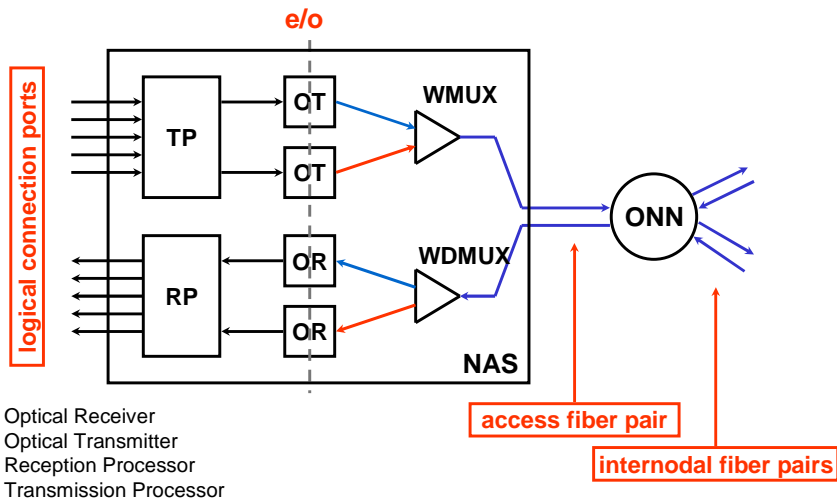 e/o
logical connection ports
TP
OT
OT
WMUX
ONN
RP
OR
OR
WDMUX
NAS
access fiber pair
internodal fiber pairs
Optical Receiver
Optical Transmitter
Reception Processor
Transmission Processor